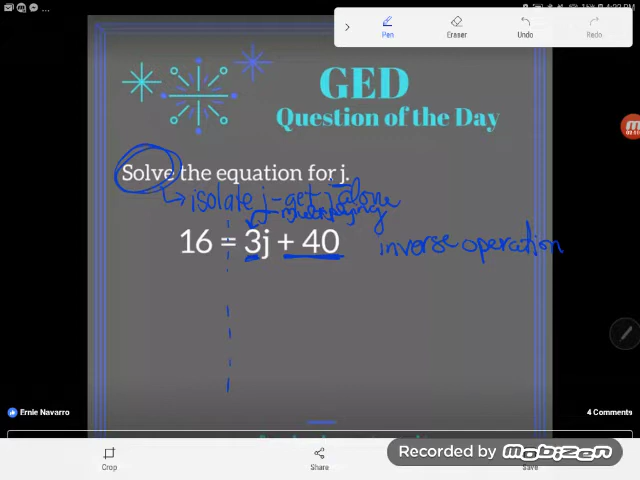 Pen
Eraser
Undo
Redo
GED
Question of the Day
Solve the equation for j.
isolate j - get j alone
multiplying
16 = 3j + 40
inverse operation
Ernie Navarro
4 Comments
Recorded by
Mobizen
Crop
Share
Save